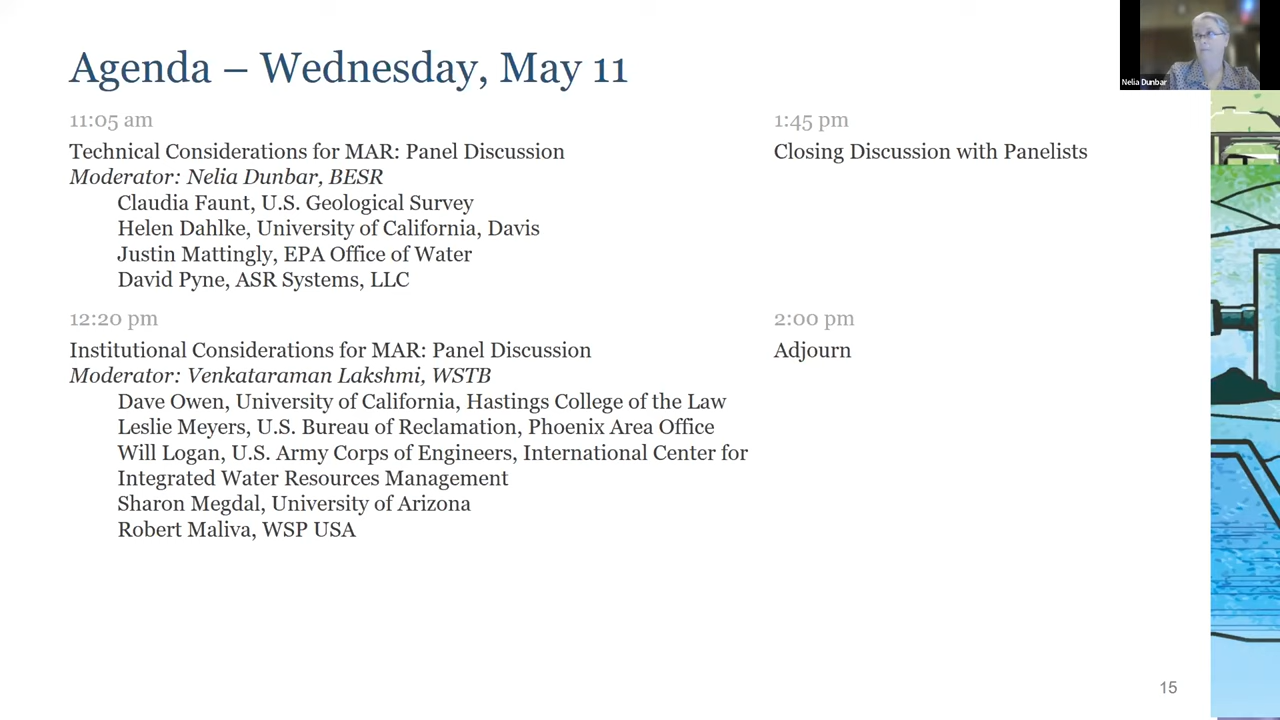 Agenda – Wednesday, May 11
11:05 am
Technical Considerations for MAR: Panel Discussion
Moderator: Nelia Dunbar, BESR
Claudia Faunt, U.S. Geological Survey
Helen Dahlke, University of California, Davis
Justin Mattingly, EPA Office of Water
David Pyne, ASR Systems, LLC
12:20 pm
Institutional Considerations for MAR: Panel Discussion
Moderator: Venkataraman Lakshmi, WSTB
Dave Owen, University of California, Hastings College of the Law
Leslie Meyers, U.S. Bureau of Reclamation, Phoenix Area Office
Will Logan, U.S. Army Corps of Engineers, International Center for
Integrated Water Resources Management
Sharon Megdal, University of Arizona
Robert Maliva, WSP USA
1:45 pm
Closing Discussion with Panelists
2:00 pm
Adjourn
Nelia Dunbar
15